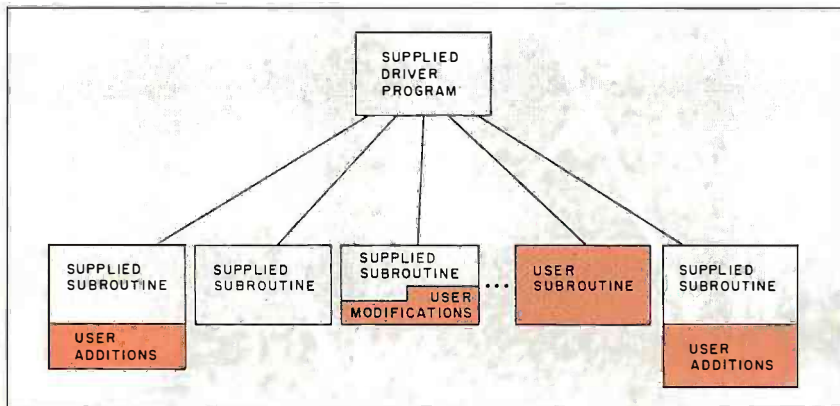 SUPPLIED
DRIVER
PROGRAM
SUPPLIED
SUBROUTINE
USER
ADDITIONS
SUPPLIED
SUBROUTINE
SUPPLIED
SUBROUTINE
USER
MODIFICATIONS
...
USER
SUBROUTINE
SUPPLIED
SUBROUTINE
USER
ADDITIONS